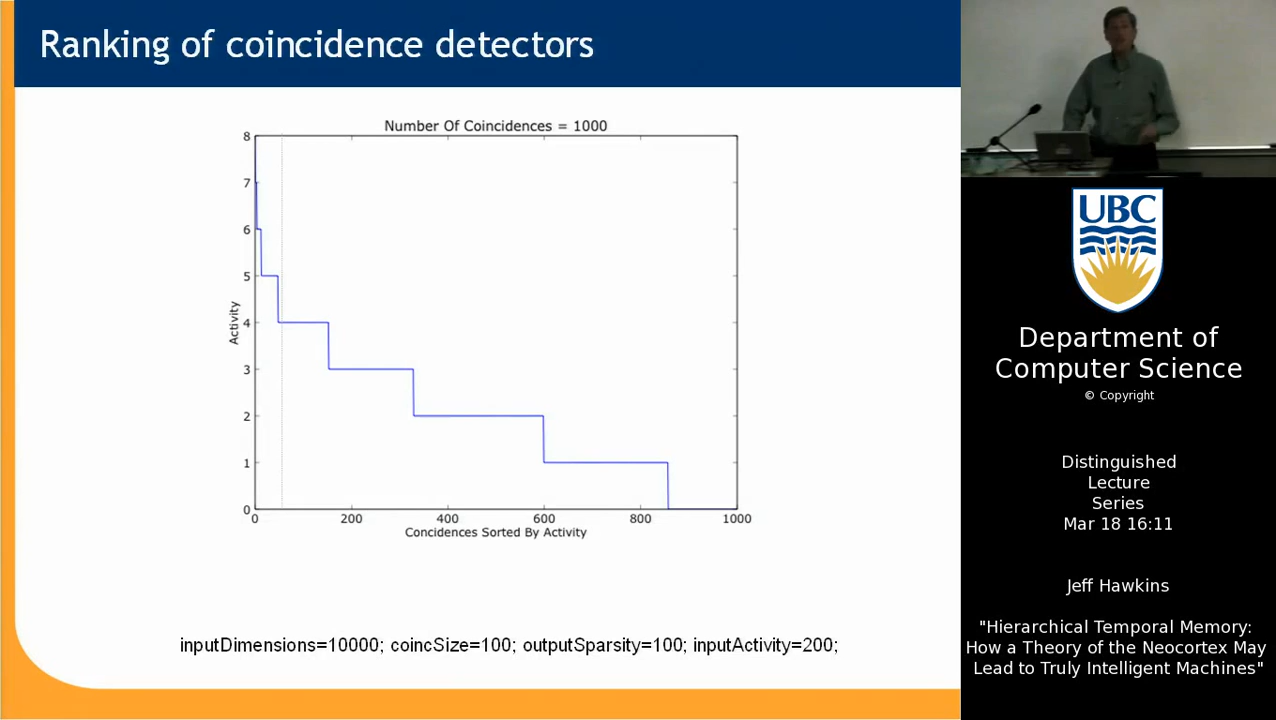 Ranking of coincidence detectors
Number Of Coincidences = 1000
8
7
6
5
4
3
2
1
0
Activity
0 200 400 600 800 1000
Concidences Sorted By Activity
inputDimensions=10000; coincSize=100; outputSparsity=100; inputActivity=200;
UBC
Department of
Computer Science
© Copyright
Distinguished
Lecture
Series
Mar 18 16:11
Jeff Hawkins
"Hierarchical Temporal Memory:
How a Theory of the Neocortex May
Lead to Truly Intelligent Machines"